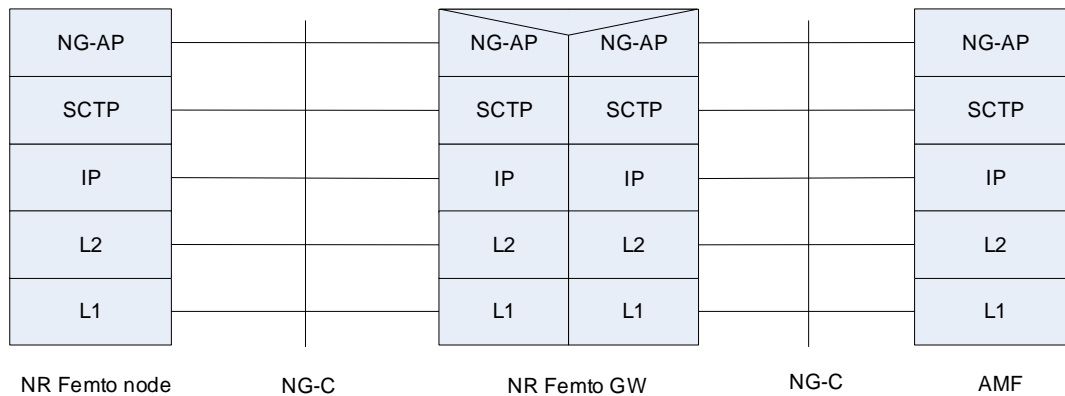 NG-AP NG-AP NG-AP NG-AP
SCTP SCTP SCTP SCTP
IP IP IP IP
L2 L2 L2 L2
L1 L1 L1 L1
NR Femto node NG-C NR Femto GW NG-C AMF